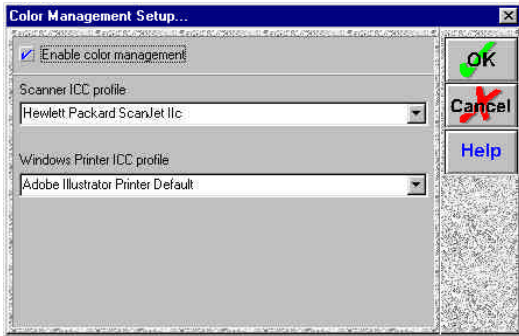 Color Management Setup...
Enable color management
OK
Scanner ICC profile
Hewlett Packard ScanJet IIc
Cancel
Windows Printer ICC profile
Help
Adobe Illustrator Printer Default